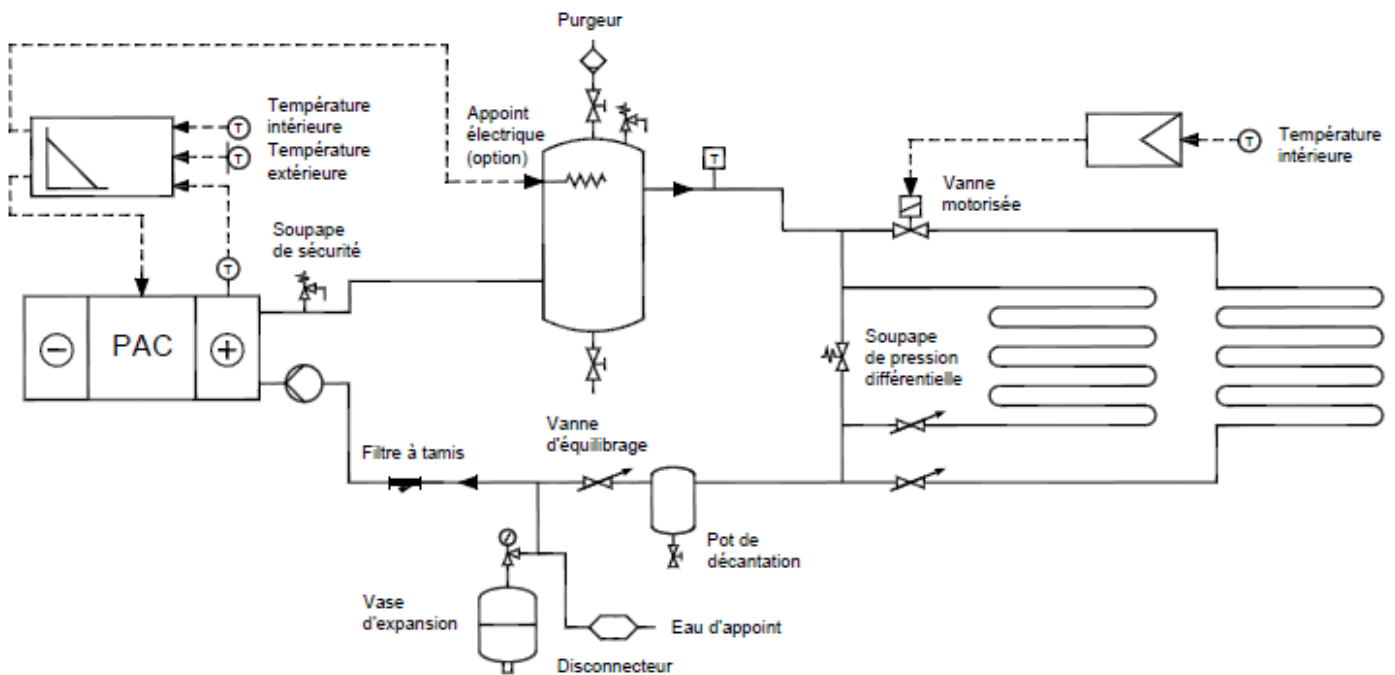 Purgeur
Température
intérieure
Température
extérieure
T
T
Appoint
électrique
(option)
T
T
Température
intérieure
Vanne
motorisée
Soupape
de sécurité
T
PAC
Soupape
de pression
différentielle
Vanne
d'équilibrage
Filtre à tamis
Pot de
décantation
Vase
d'expansion
Eau d'appoint
Disconnecteur